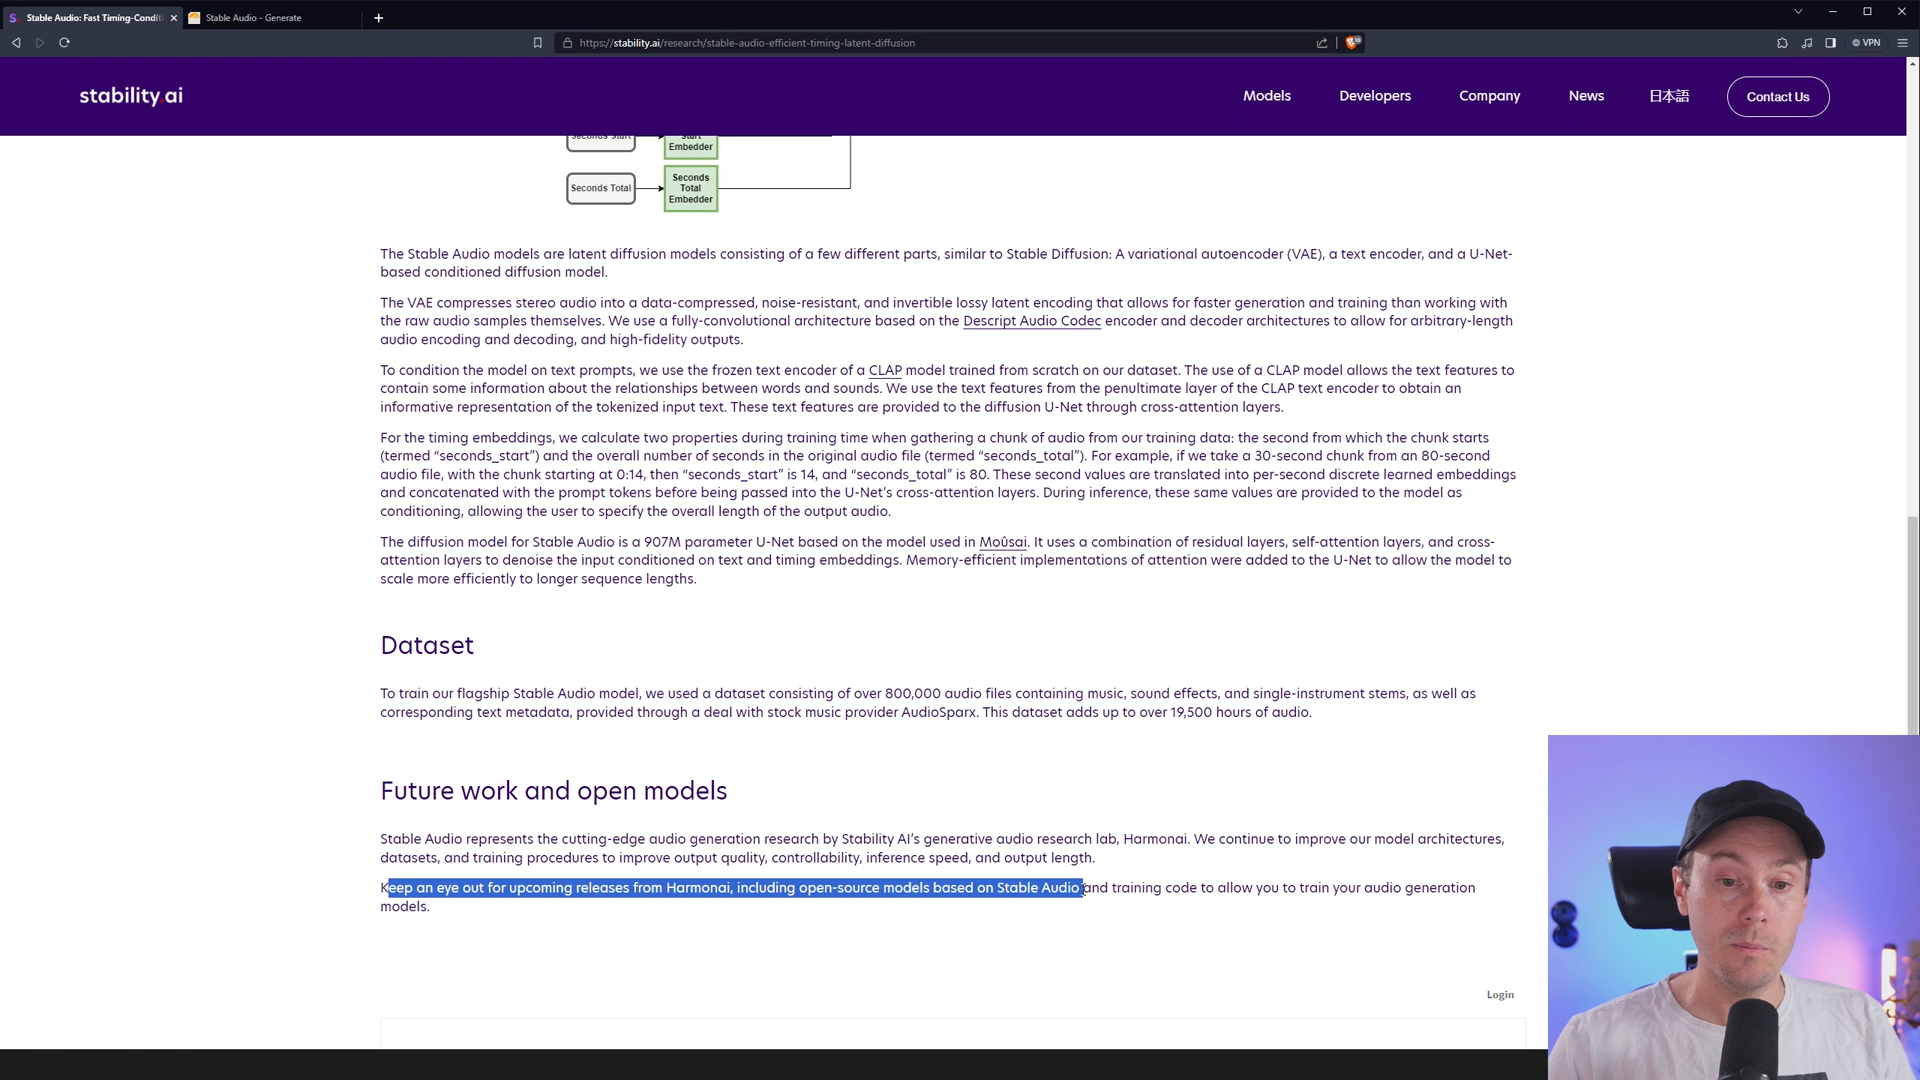 Stable Audio: Fast Timing-Conditi
Stable Audio - Generate
https://stability.ai/research/stable-audio-efficient-timing-latent-diffusion
VPN
stability.ai
Models
Developers
Company
News
日本語
Contact Us
Seconds Start
Start
Embedder
Seconds Total
Seconds
Total
Embedder
The Stable Audio models are latent diffusion models consisting of a few different parts, similar to Stable Diffusion: A variational autoencoder (VAE), a text encoder, and a U-Net-
based conditioned diffusion model.
The VAE compresses stereo audio into a data-compressed, noise-resistant, and invertible lossy latent encoding that allows for faster generation and training than working with
the raw audio samples themselves. We use a fully-convolutional architecture based on the Descript Audio Codec encoder and decoder architectures to allow for arbitrary-length
audio encoding and decoding, and high-fidelity outputs.
To condition the model on text prompts, we use the frozen text encoder of a CLAP model trained from scratch on our dataset. The use of a CLAP model allows the text features to
contain some information about the relationships between words and sounds. We use the text features from the penultimate layer of the CLAP text encoder to obtain an
informative representation of the tokenized input text. These text features are provided to the diffusion U-Net through cross-attention layers.
For the timing embeddings, we calculate two properties during training time when gathering a chunk of audio from our training data: the second from which the chunk starts
(termed “seconds_start”) and the overall number of seconds in the original audio file (termed “seconds_total”). For example, if we take a 30-second chunk from an 80-second
audio file, with the chunk starting at 0:14, then “seconds_start” is 14, and “seconds_total” is 80. These second values are translated into per-second discrete learned embeddings
and concatenated with the prompt tokens before being passed into the U-Net’s cross-attention layers. During inference, these same values are provided to the model as
conditioning, allowing the user to specify the overall length of the output audio.
The diffusion model for Stable Audio is a 907M parameter U-Net based on the model used in Moûsai. It uses a combination of residual layers, self-attention layers, and cross-
attention layers to denoise the input conditioned on text and timing embeddings. Memory-efficient implementations of attention were added to the U-Net to allow the model to
scale more efficiently to longer sequence lengths.
Dataset
To train our flagship Stable Audio model, we used a dataset consisting of over 800,000 audio files containing music, sound effects, and single-instrument stems, as well as
corresponding text metadata, provided through a deal with stock music provider AudioSparx. This dataset adds up to over 19,500 hours of audio.
Future work and open models
Stable Audio represents the cutting-edge audio generation research by Stability AI’s generative audio research lab, Harmonai. We continue to improve our model architectures,
datasets, and training procedures to improve output quality, controllability, inference speed, and output length.
Keep an eye out for upcoming releases from Harmonai, including open-source models based on Stable Audio and training code to allow you to train your audio generation
models.
Login